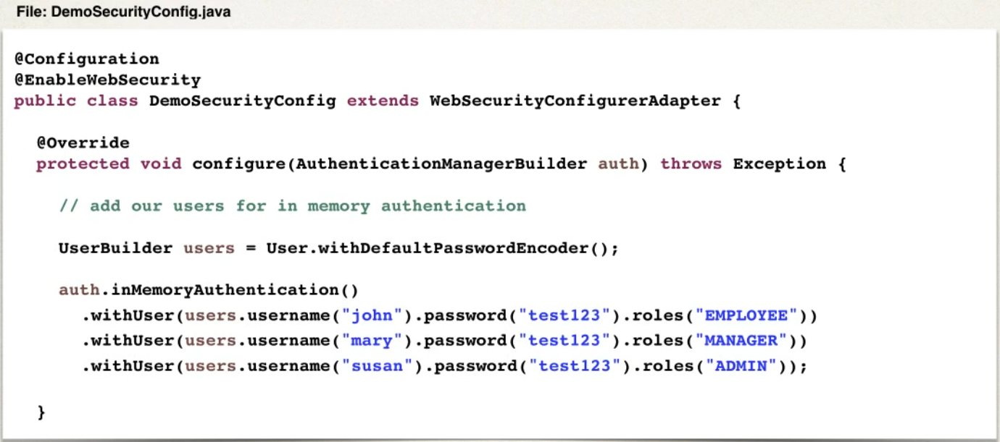 File: DemoSecurityConfig.java
@Configuration
@EnableWebSecurity
public class DemoSecurityConfig extends WebSecurityConfigurerAdapter {
@Override
protected void configure(AuthenticationManagerBuilder auth) throws Exception {
// add our users for in memory authentication
UserBuilder users = User.withDefaultPasswordEncoder();
auth.inMemoryAuthentication()
.withUser(users.username("john").password("test123").roles("EMPLOYEE"))
.withUser(users.username("mary").password("test123").roles("MANAGER"))
.withUser(users.username("susan").password("test123").roles("ADMIN"));
}